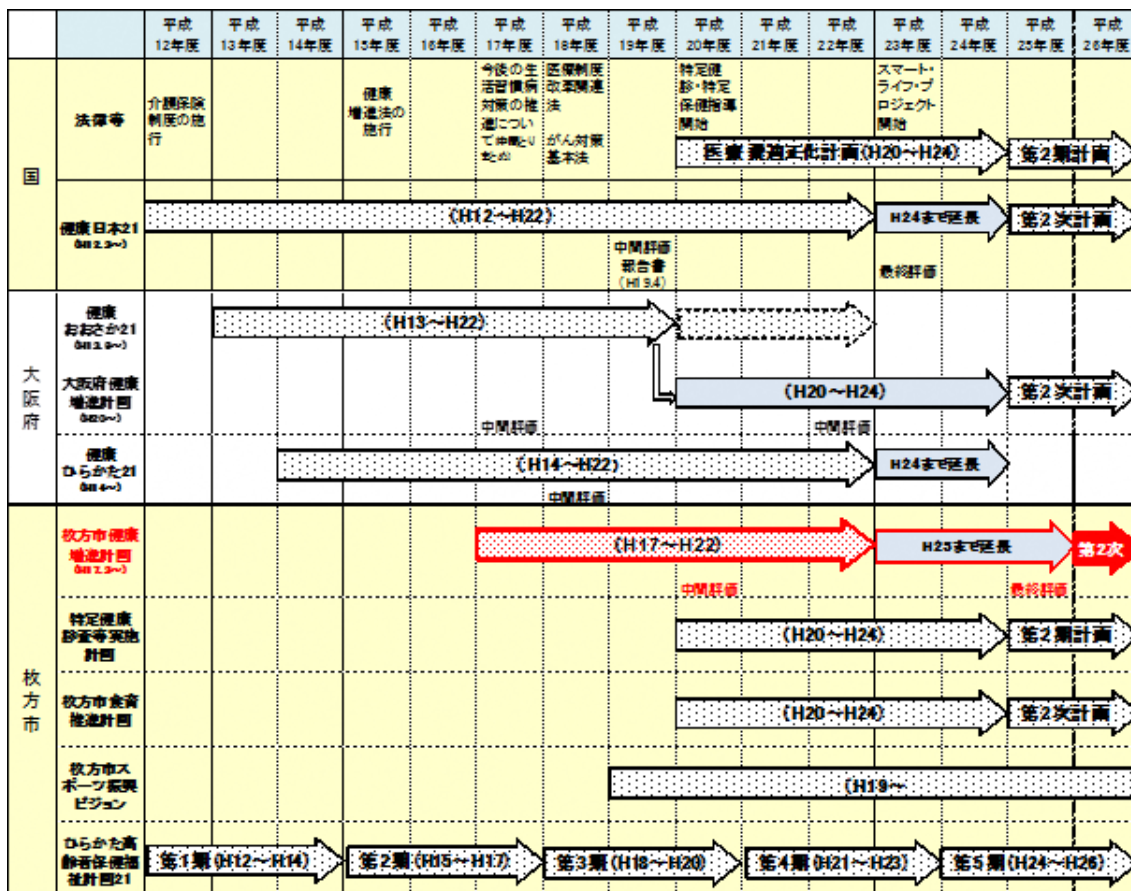 平成 平成 平成 平成 平成 平成 平成 平成 平成 平成 平成 平成 平成 平成 平成
12年度 13年度 14年度 15年度 16年度 17年度 18年度 19年度 20年度 21年度 22年度 23年度 24年度 25年度 26年度
国
法律等
介護保険
制度の施
行
健康
増進法の
施行
今後の生
活習慣病
対策の推
進につい
て中間とり
まとめ
医療制度
改革関連
法
がん対策
基本法
特定健
診・特定
保健指導
開始
スマート・
ライフ・プ
ロジェクト
開始
医療費適正化計画(H20～H24)
第2期計画
健康日本21
(H12.3～)
(H12～H22)
H24まで延長
第2次計画
中間評価
報告書
(H19.4)
最終評価
大阪府
健康
おおさか21
(H13～H22)
大阪府健康
増進計画
(H20～)
(H20～H24)
第2次計画
中間評価
中間評価
健康
ひらかた21
(H14～)
(H14～H22)
H24まで延長
中間評価
枚方市
枚方市健康
増進計画
(H17.3～)
(H17～H22)
H25まで延長
第2次
中間評価
最終評価
特定健康
診査等実施
計画
(H20～H24)
第2期計画
枚方市食育
推進計画
(H20～H24)
第2次計画
枚方市ス
ポーツ振興
ビジョン
(H19～
ひらかた高
齢者保健福
祉計画21
第1期(H12～H14)
第2期(H15～H17)
第3期(H18～H20)
第4期(H21～H23)
第5期(H24～H26)